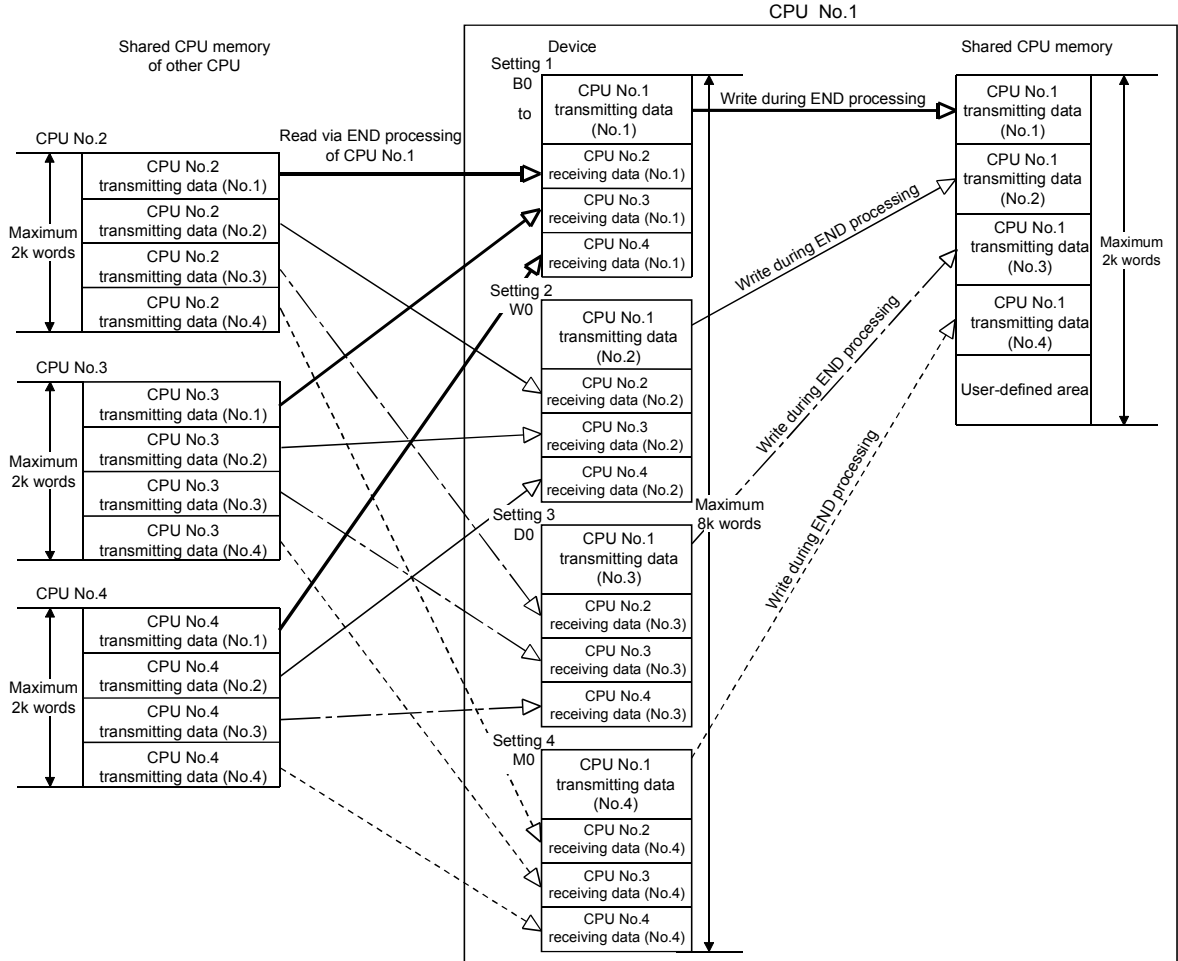 CPU No.1
Shared CPU memory
of other CPU
CPU No.2
Maximum
2k words
CPU No.2
transmitting data (No.1)
CPU No.2
transmitting data (No.2)
CPU No.2
transmitting data (No.3)
CPU No.2
transmitting data (No.4)
CPU No.3
Maximum
2k words
CPU No.3
transmitting data (No.1)
CPU No.3
transmitting data (No.2)
CPU No.3
transmitting data (No.3)
CPU No.3
transmitting data (No.4)
CPU No.4
Maximum
2k words
CPU No.4
transmitting data (No.1)
CPU No.4
transmitting data (No.2)
CPU No.4
transmitting data (No.3)
CPU No.4
transmitting data (No.4)
Read via END processing
of CPU No.1
Device
Setting 1
B0
to
CPU No.1
transmitting data
(No.1)
CPU No.2
receiving data (No.1)
CPU No.3
receiving data (No.1)
CPU No.4
receiving data (No.1)
Setting 2
W0
CPU No.1
transmitting data
(No.2)
CPU No.2
receiving data (No.2)
CPU No.3
receiving data (No.2)
CPU No.4
receiving data (No.2)
Setting 3
D0
CPU No.1
transmitting data
(No.3)
CPU No.2
receiving data (No.3)
CPU No.3
receiving data (No.3)
CPU No.4
receiving data (No.3)
Setting 4
M0
CPU No.1
transmitting data
(No.4)
CPU No.2
receiving data (No.4)
CPU No.3
receiving data (No.4)
CPU No.4
receiving data (No.4)
Maximum
8k words
Write during END processing
Write during END processing
Write during END processing
Write during END processing
Shared CPU memory
CPU No.1
transmitting data
(No.1)
CPU No.1
transmitting data
(No.2)
CPU No.1
transmitting data
(No.3)
CPU No.1
transmitting data
(No.4)
User-defined area
Maximum
2k words